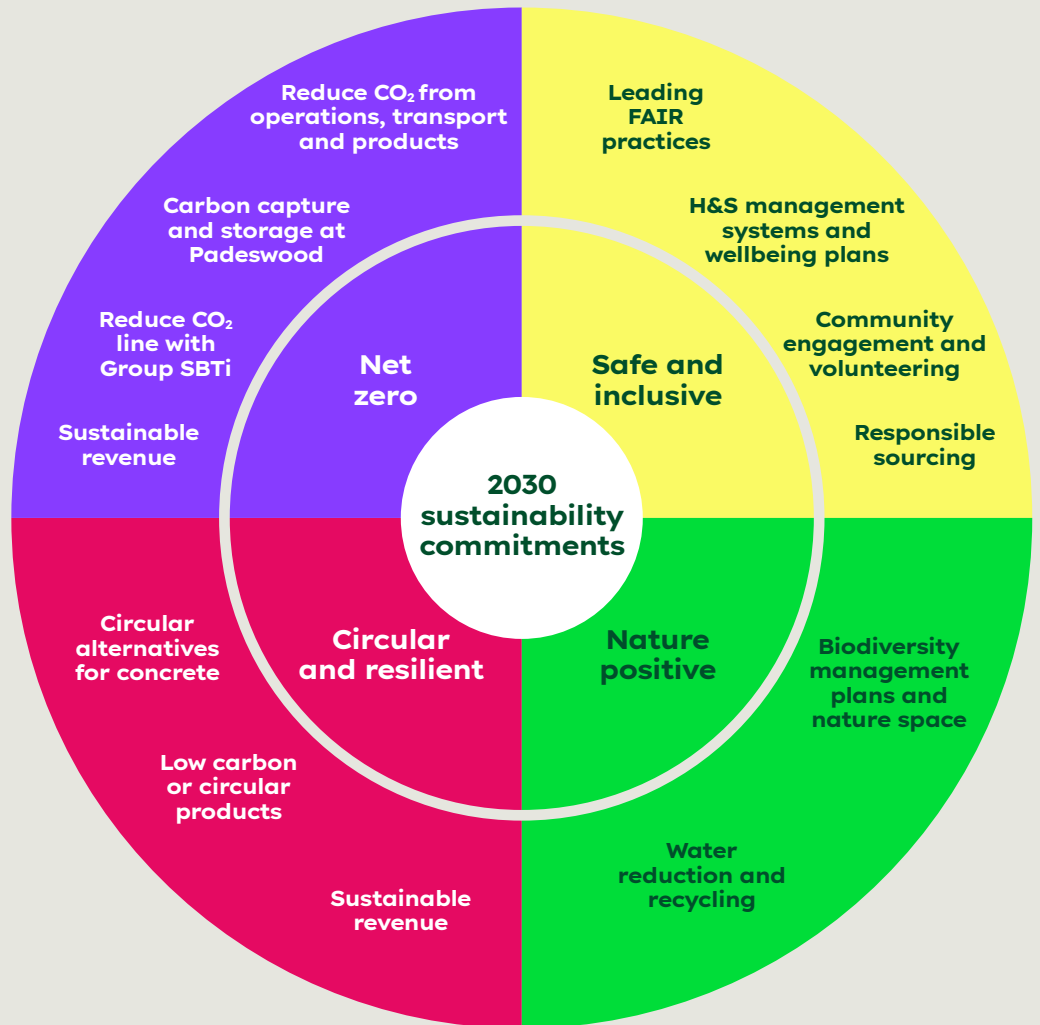 Reduce CO₂ from
operations, transport
and products
Carbon capture
and storage at
Padeswood
Reduce CO₂
line with
Group SBTi
Sustainable
revenue
Net
zero
Leading
FAIR
practices
H&S management
systems and
wellbeing plans
Community
engagement and
volunteering
Responsible
sourcing
Safe and
inclusive
2030
sustainability
commitments
Circular
and resilient
Circular
alternatives
for concrete
Low carbon
or circular
products
Sustainable
revenue
Nature
positive
Biodiversity
management
plans and
nature space
Water
reduction and
recycling